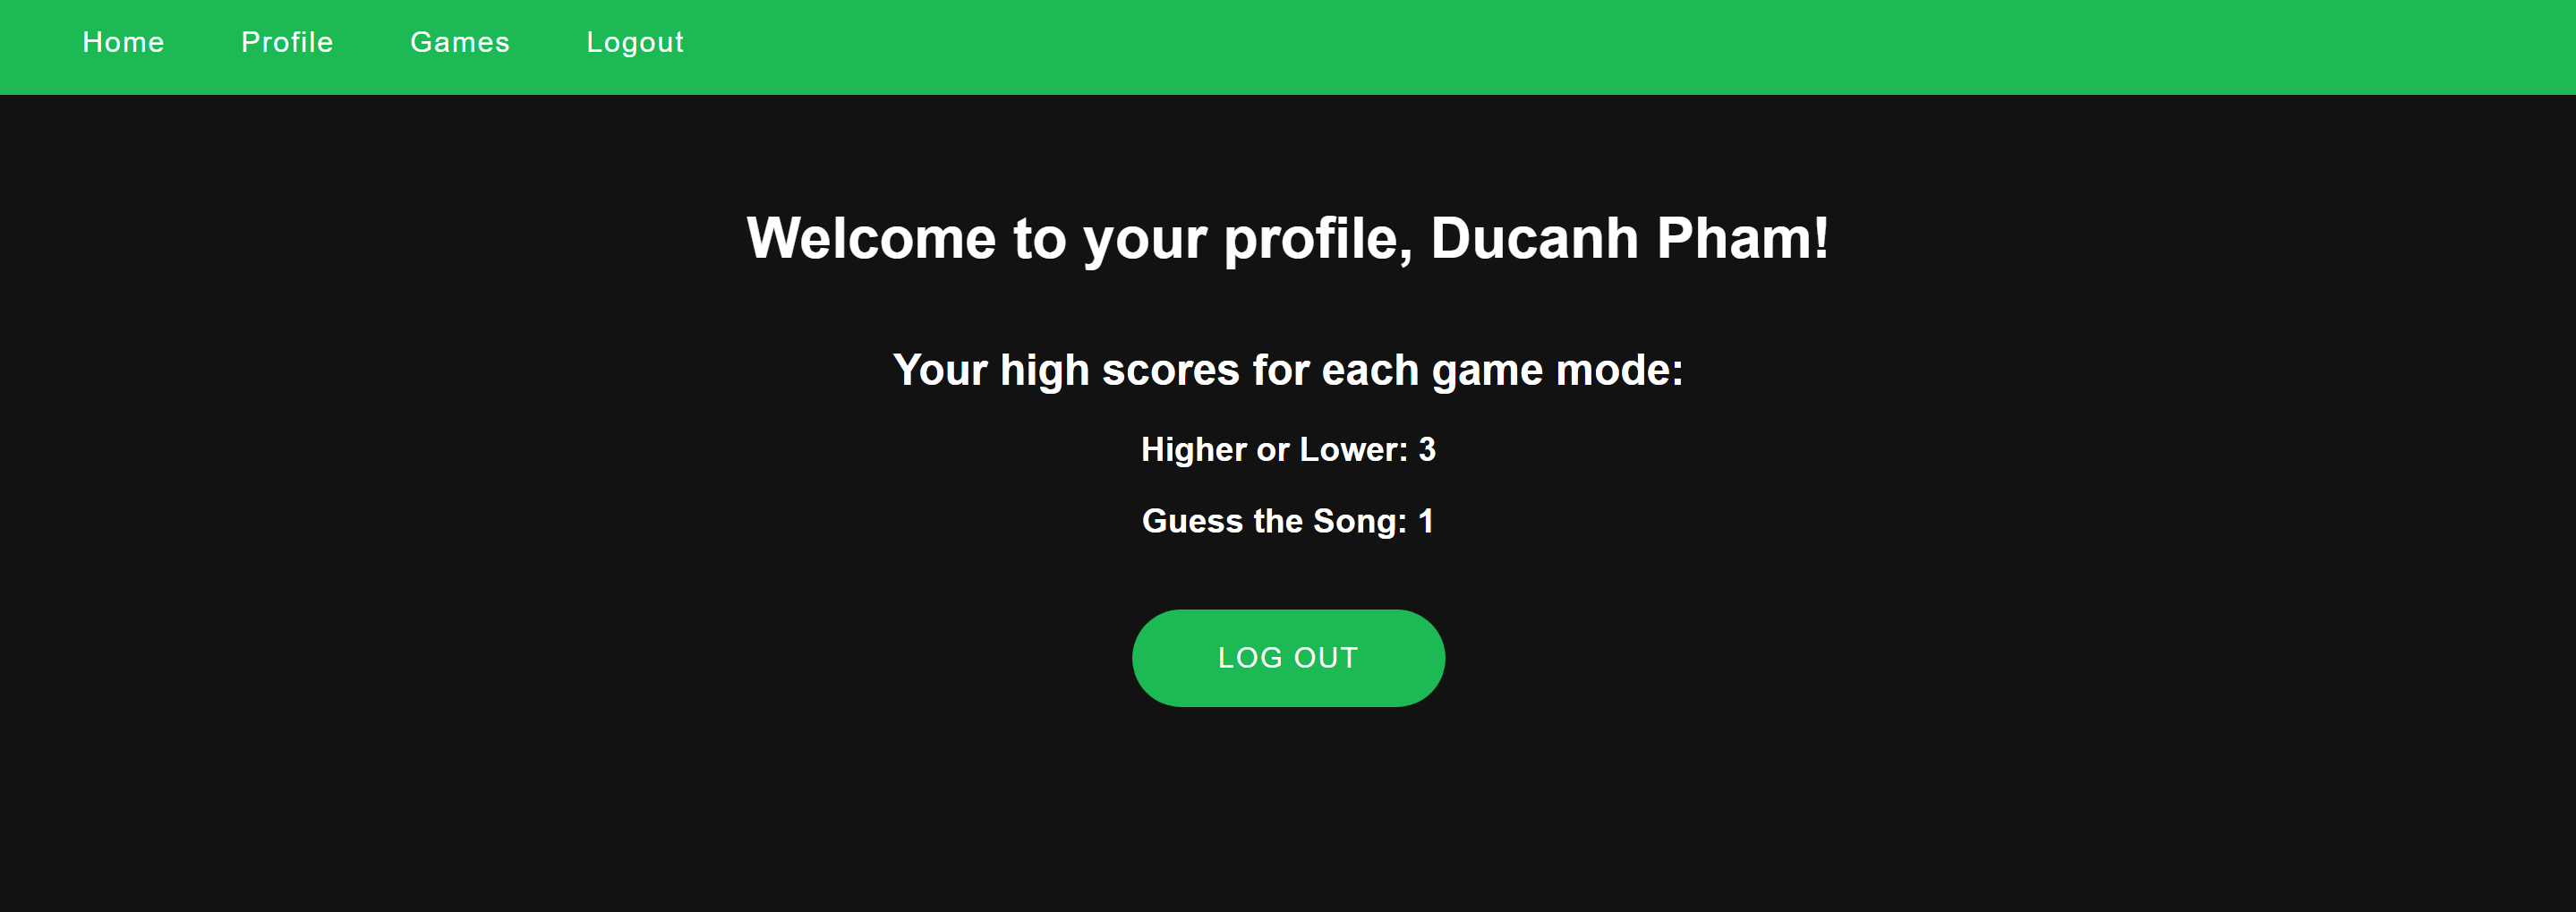 Home Profile Games Logout
Welcome to your profile, Ducanh Pham!
Your high scores for each game mode:
Higher or Lower: 3
Guess the Song: 1
LOG OUT